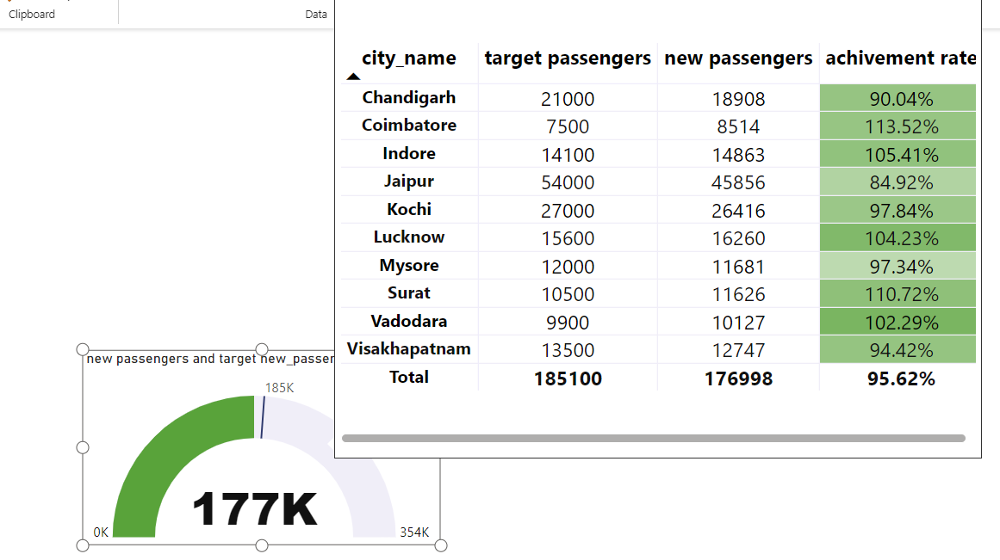 Clipboard
Data
city_name target passengers new passengers achivement rate
Chandigarh 21000 18908 90.04%
Coimbatore 7500 8514 113.52%
Indore 14100 14863 105.41%
Jaipur 54000 45856 84.92%
Kochi 27000 26416 97.84%
Lucknow 15600 16260 104.23%
Mysore 12000 11681 97.34%
Surat 10500 11626 110.72%
Vadodara 9900 10127 102.29%
Visakhapatnam 13500 12747 94.42%
Total 185100 176998 95.62%
new passengers and target new_passer
185K
177K
0K
354K